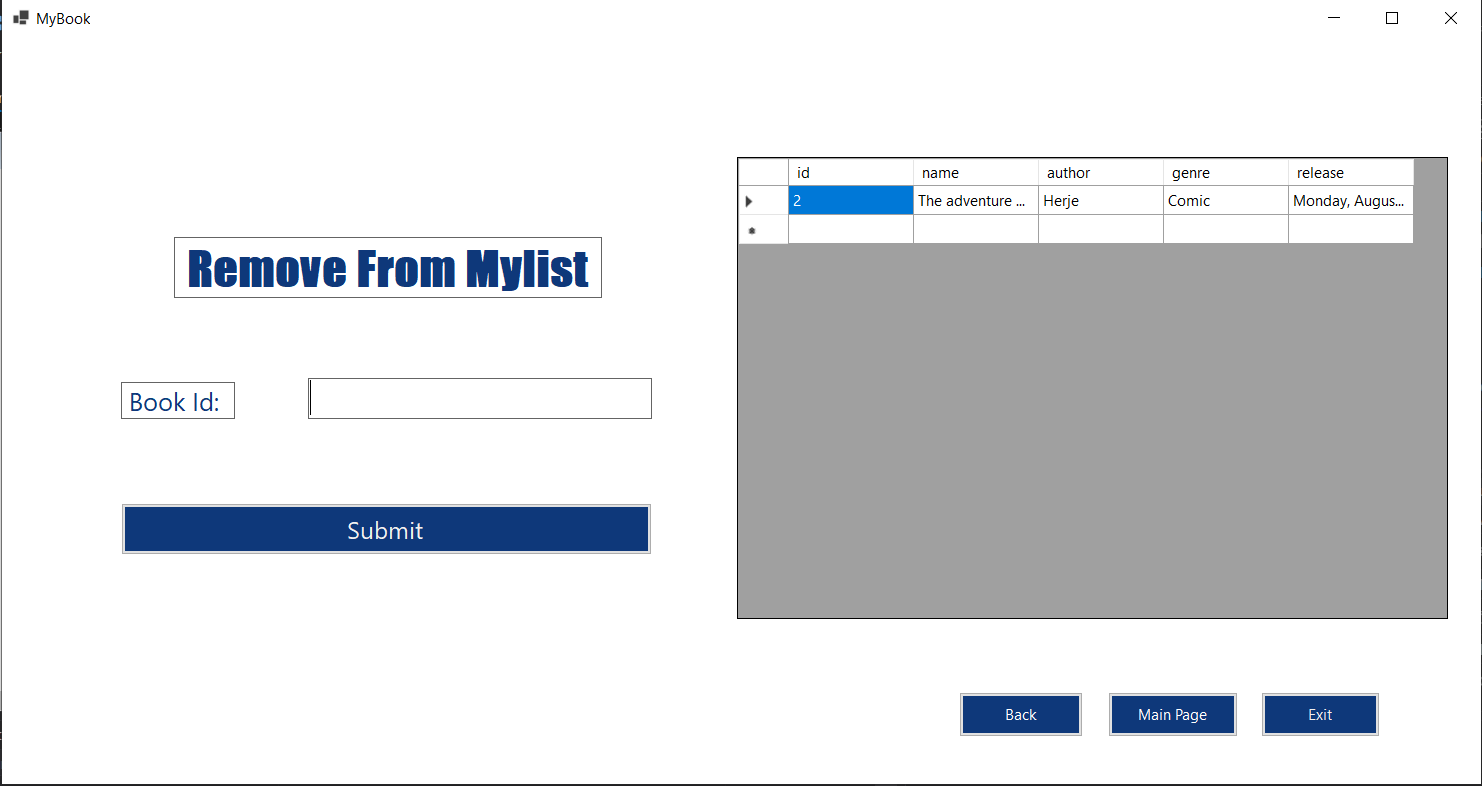 MyBook
Remove From Mylist
Book Id:
Submit
id name author genre release
2 The adventure ... Herje Comic Monday, Augus...
Back Main Page Exit